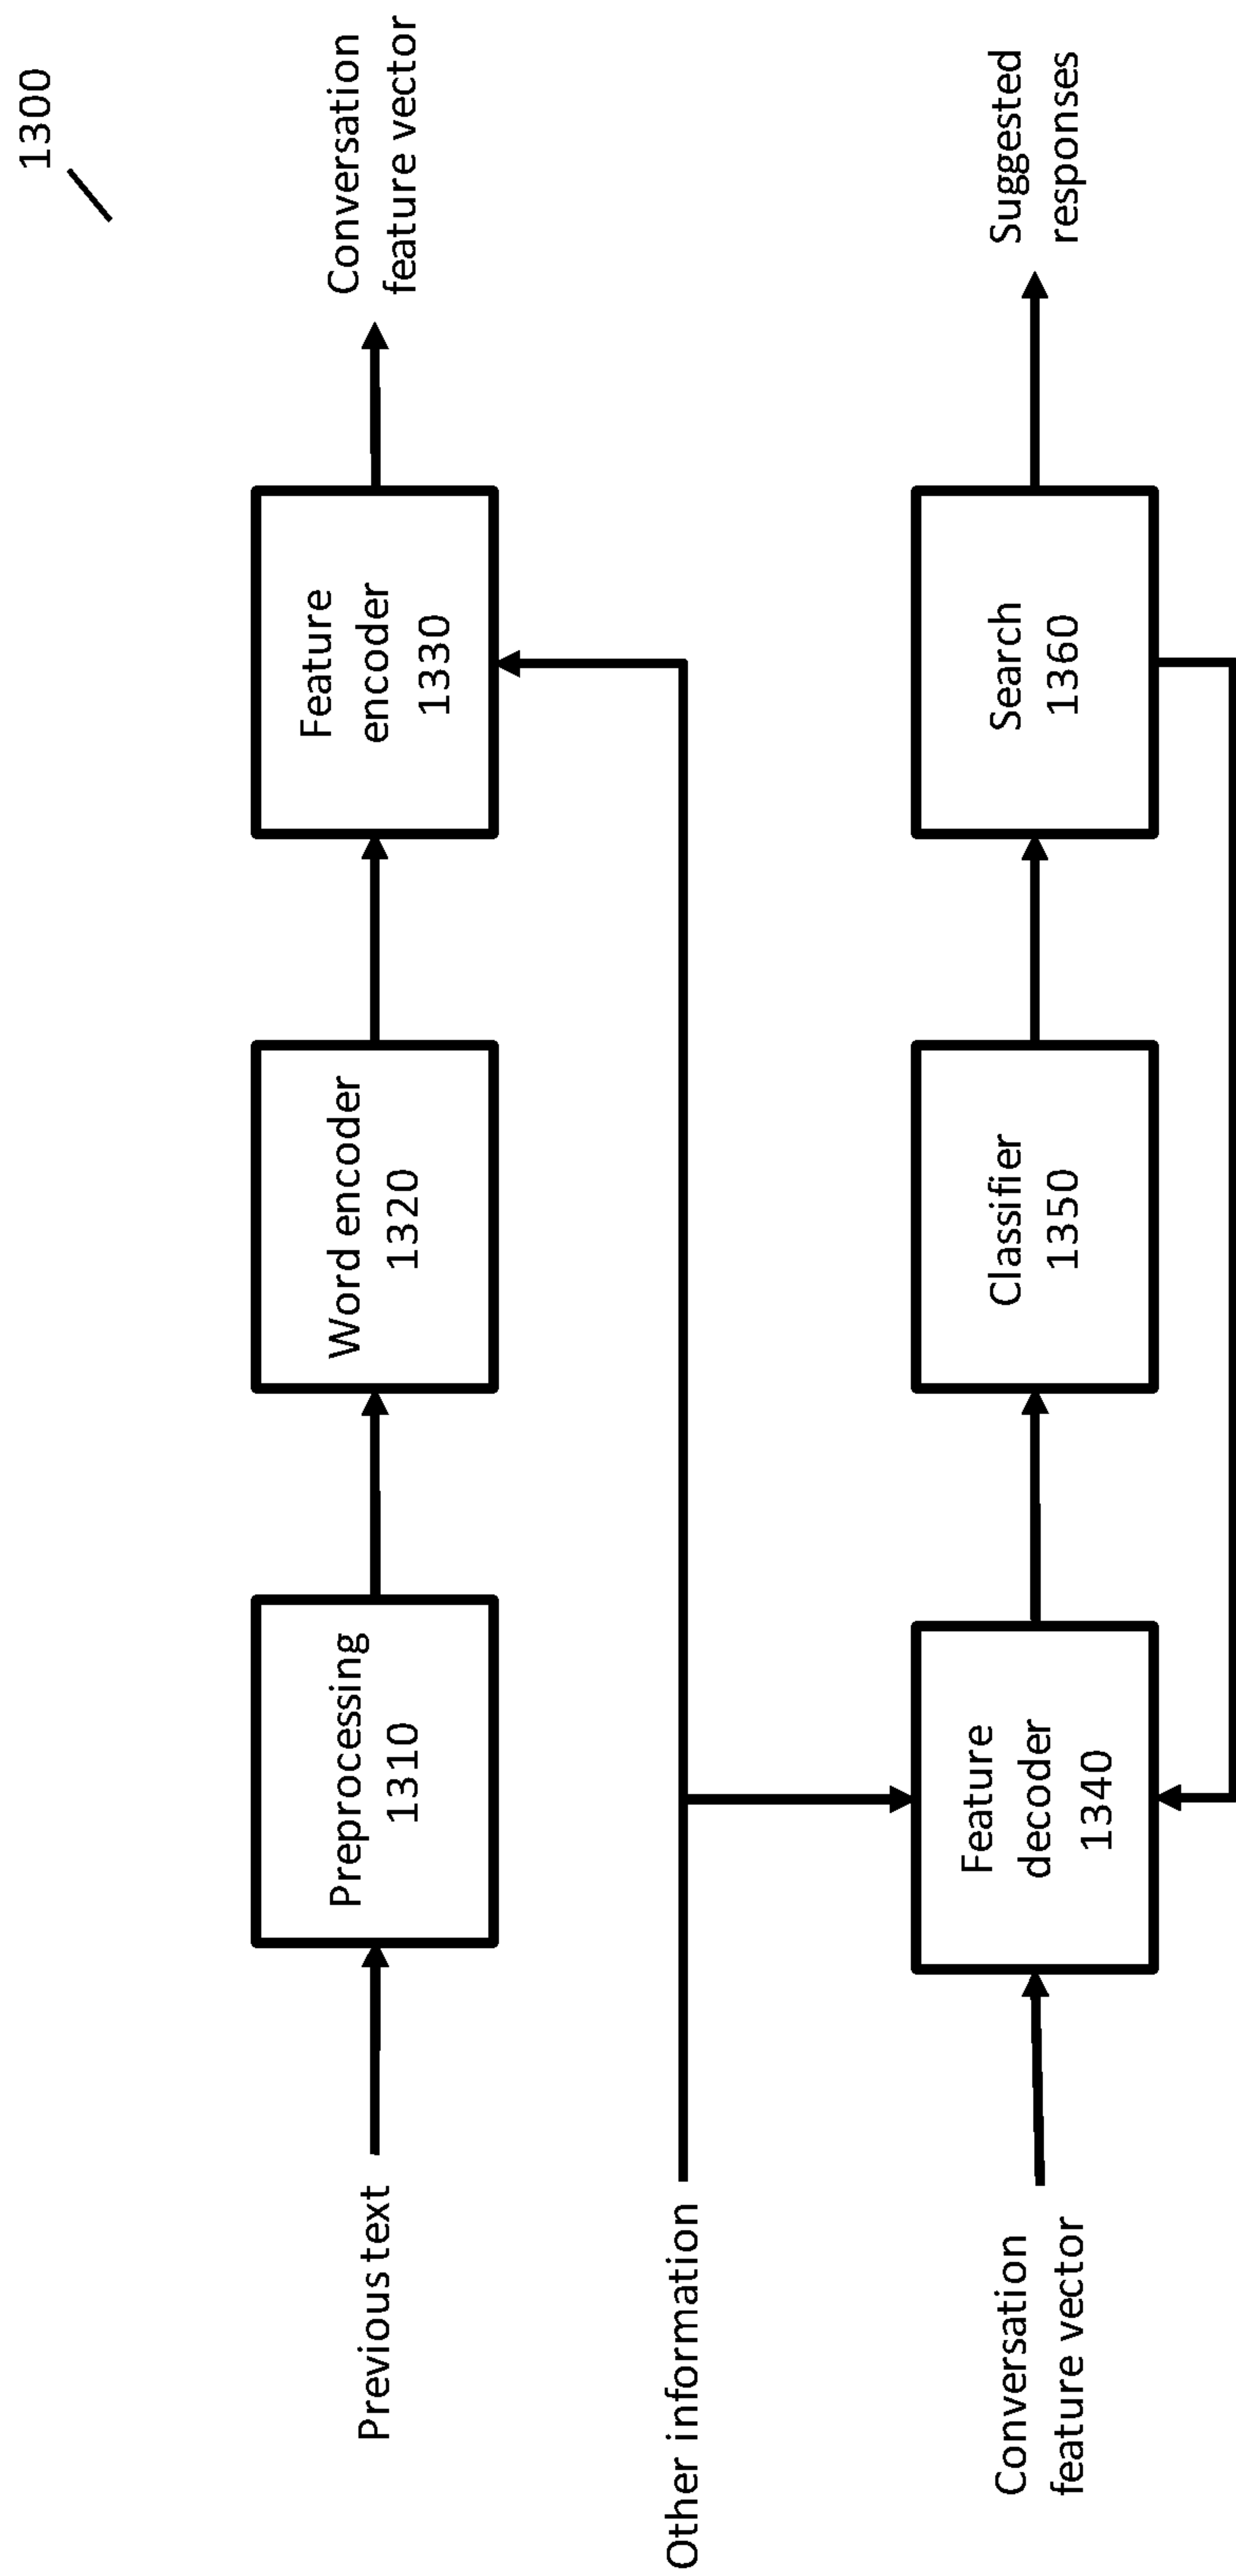 1300
Previous text
Preprocessing
1310
Word encoder
1320
Feature
encoder
1330
Conversation
feature vector
Other information
Conversation
feature vector
Feature
decoder
1340
Classifier
1350
Search
1360
Suggested
responses